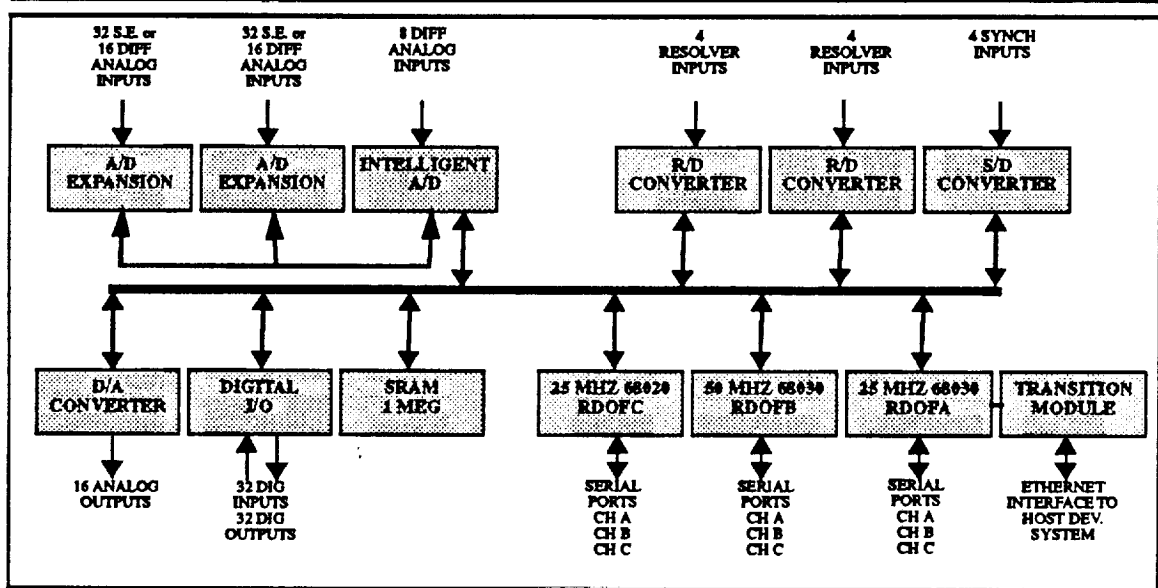 32 S.E. or
16 DIFF
ANALOG
INPUTS
32 S.E. or
16 DIFF
ANALOG
INPUTS
8 DIFF
ANALOG
INPUTS
4
RESOLVER
INPUTS
4
RESOLVER
INPUTS
4 SYNCH
INPUTS
A/D
EXPANSION
A/D
EXPANSION
INTELLIGENT
A/D
R/D
CONVERTER
R/D
CONVERTER
S/D
CONVERTER
D/A
CONVERTER
DIGITAL
I/O
SRAM
1 MEG
25 MHZ 68020
RDOFC
50 MHZ 68030
RDOFB
25 MHZ 68030
RDOFA
TRANSITION
MODULE
16 ANALOG
OUTPUTS
32 DIG
INPUTS
32 DIG
OUTPUTS
SERIAL
PORTS
CH A
CH B
CH C
SERIAL
PORTS
CH A
CH B
CH C
SERIAL
PORTS
CH A
CH B
CH C
ETHERNET
INTERFACE TO
HOST DEV.
SYSTEM